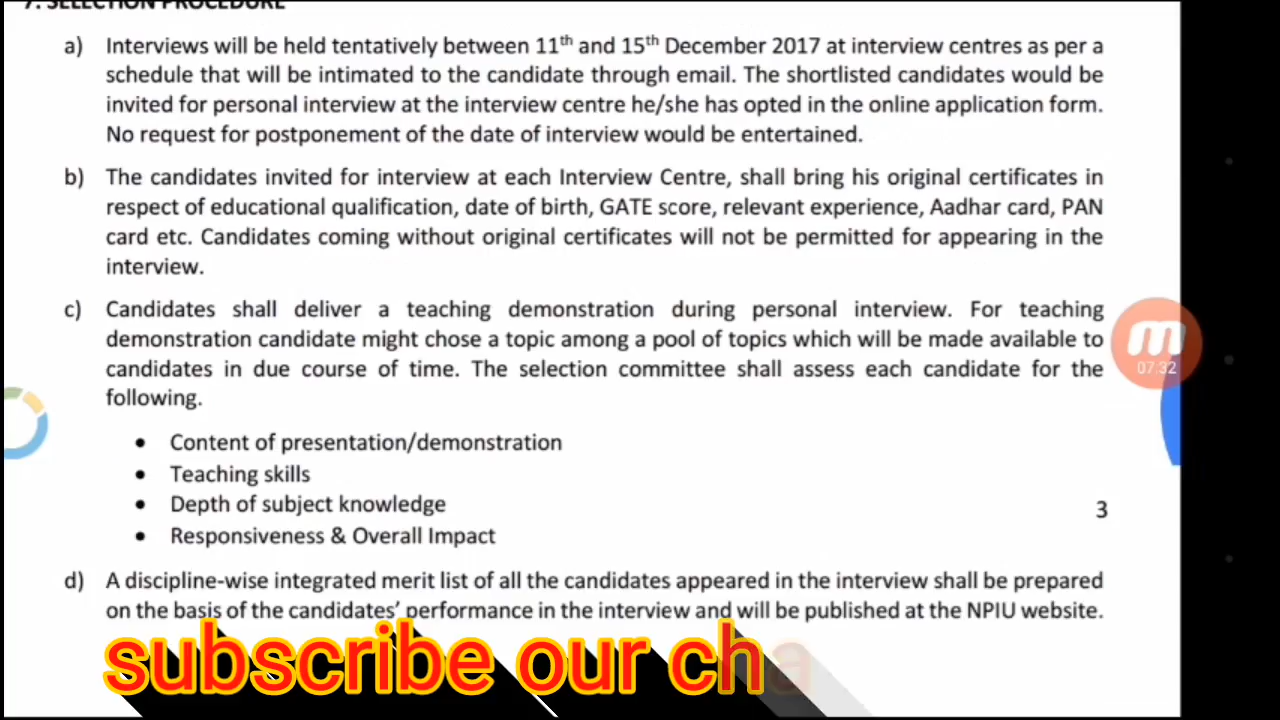 7. SELECTION PROCEDURE
a) Interviews will be held tentatively between 11th and 15th December 2017 at interview centres as per a
schedule that will be intimated to the candidate through email. The shortlisted candidates would be
invited for personal interview at the interview centre he/she has opted in the online application form.
No request for postponement of the date of interview would be entertained.
b) The candidates invited for interview at each Interview Centre, shall bring his original certificates in
respect of educational qualification, date of birth, GATE score, relevant experience, Aadhar card, PAN
card etc. Candidates coming without original certificates will not be permitted for appearing in the
interview.
c) Candidates shall deliver a teaching demonstration during personal interview. For teaching
demonstration candidate might chose a topic among a pool of topics which will be made available to
candidates in due course of time. The selection committee shall assess each candidate for the
following.
• Content of presentation/demonstration
• Teaching skills
• Depth of subject knowledge
• Responsiveness & Overall Impact
3
d) A discipline-wise integrated merit list of all the candidates appeared in the interview shall be prepared
on the basis of the candidates' performance in the interview and will be published at the NPIU website.
subscribe our cha
m
07:32